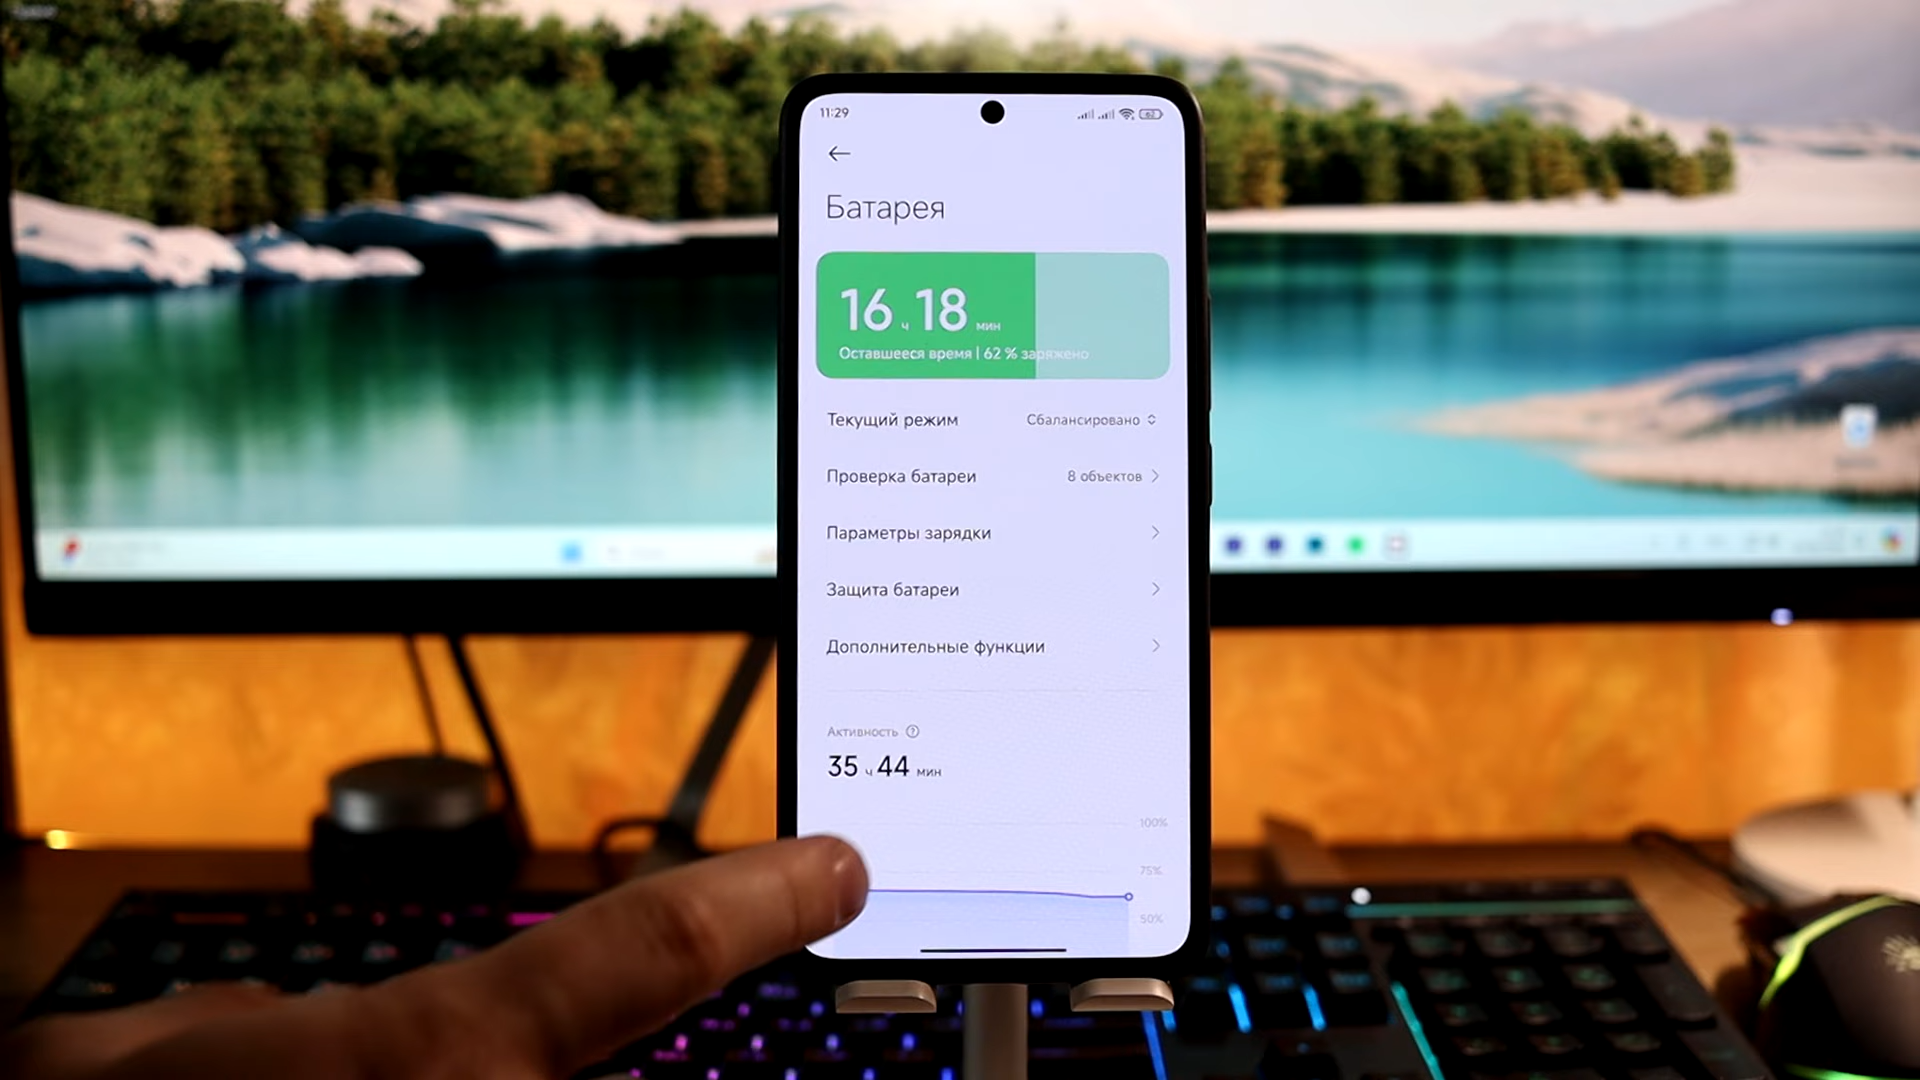 11:29
62
Батарея
16 ч 18 мин
Оставшееся время | 62 % заряжено
Текущий режим Сбалансировано
Проверка батареи 8 объектов
Параметры зарядки
Защита батареи
Дополнительные функции
Активность ?
35 ч 44 мин
100%
75%
50%